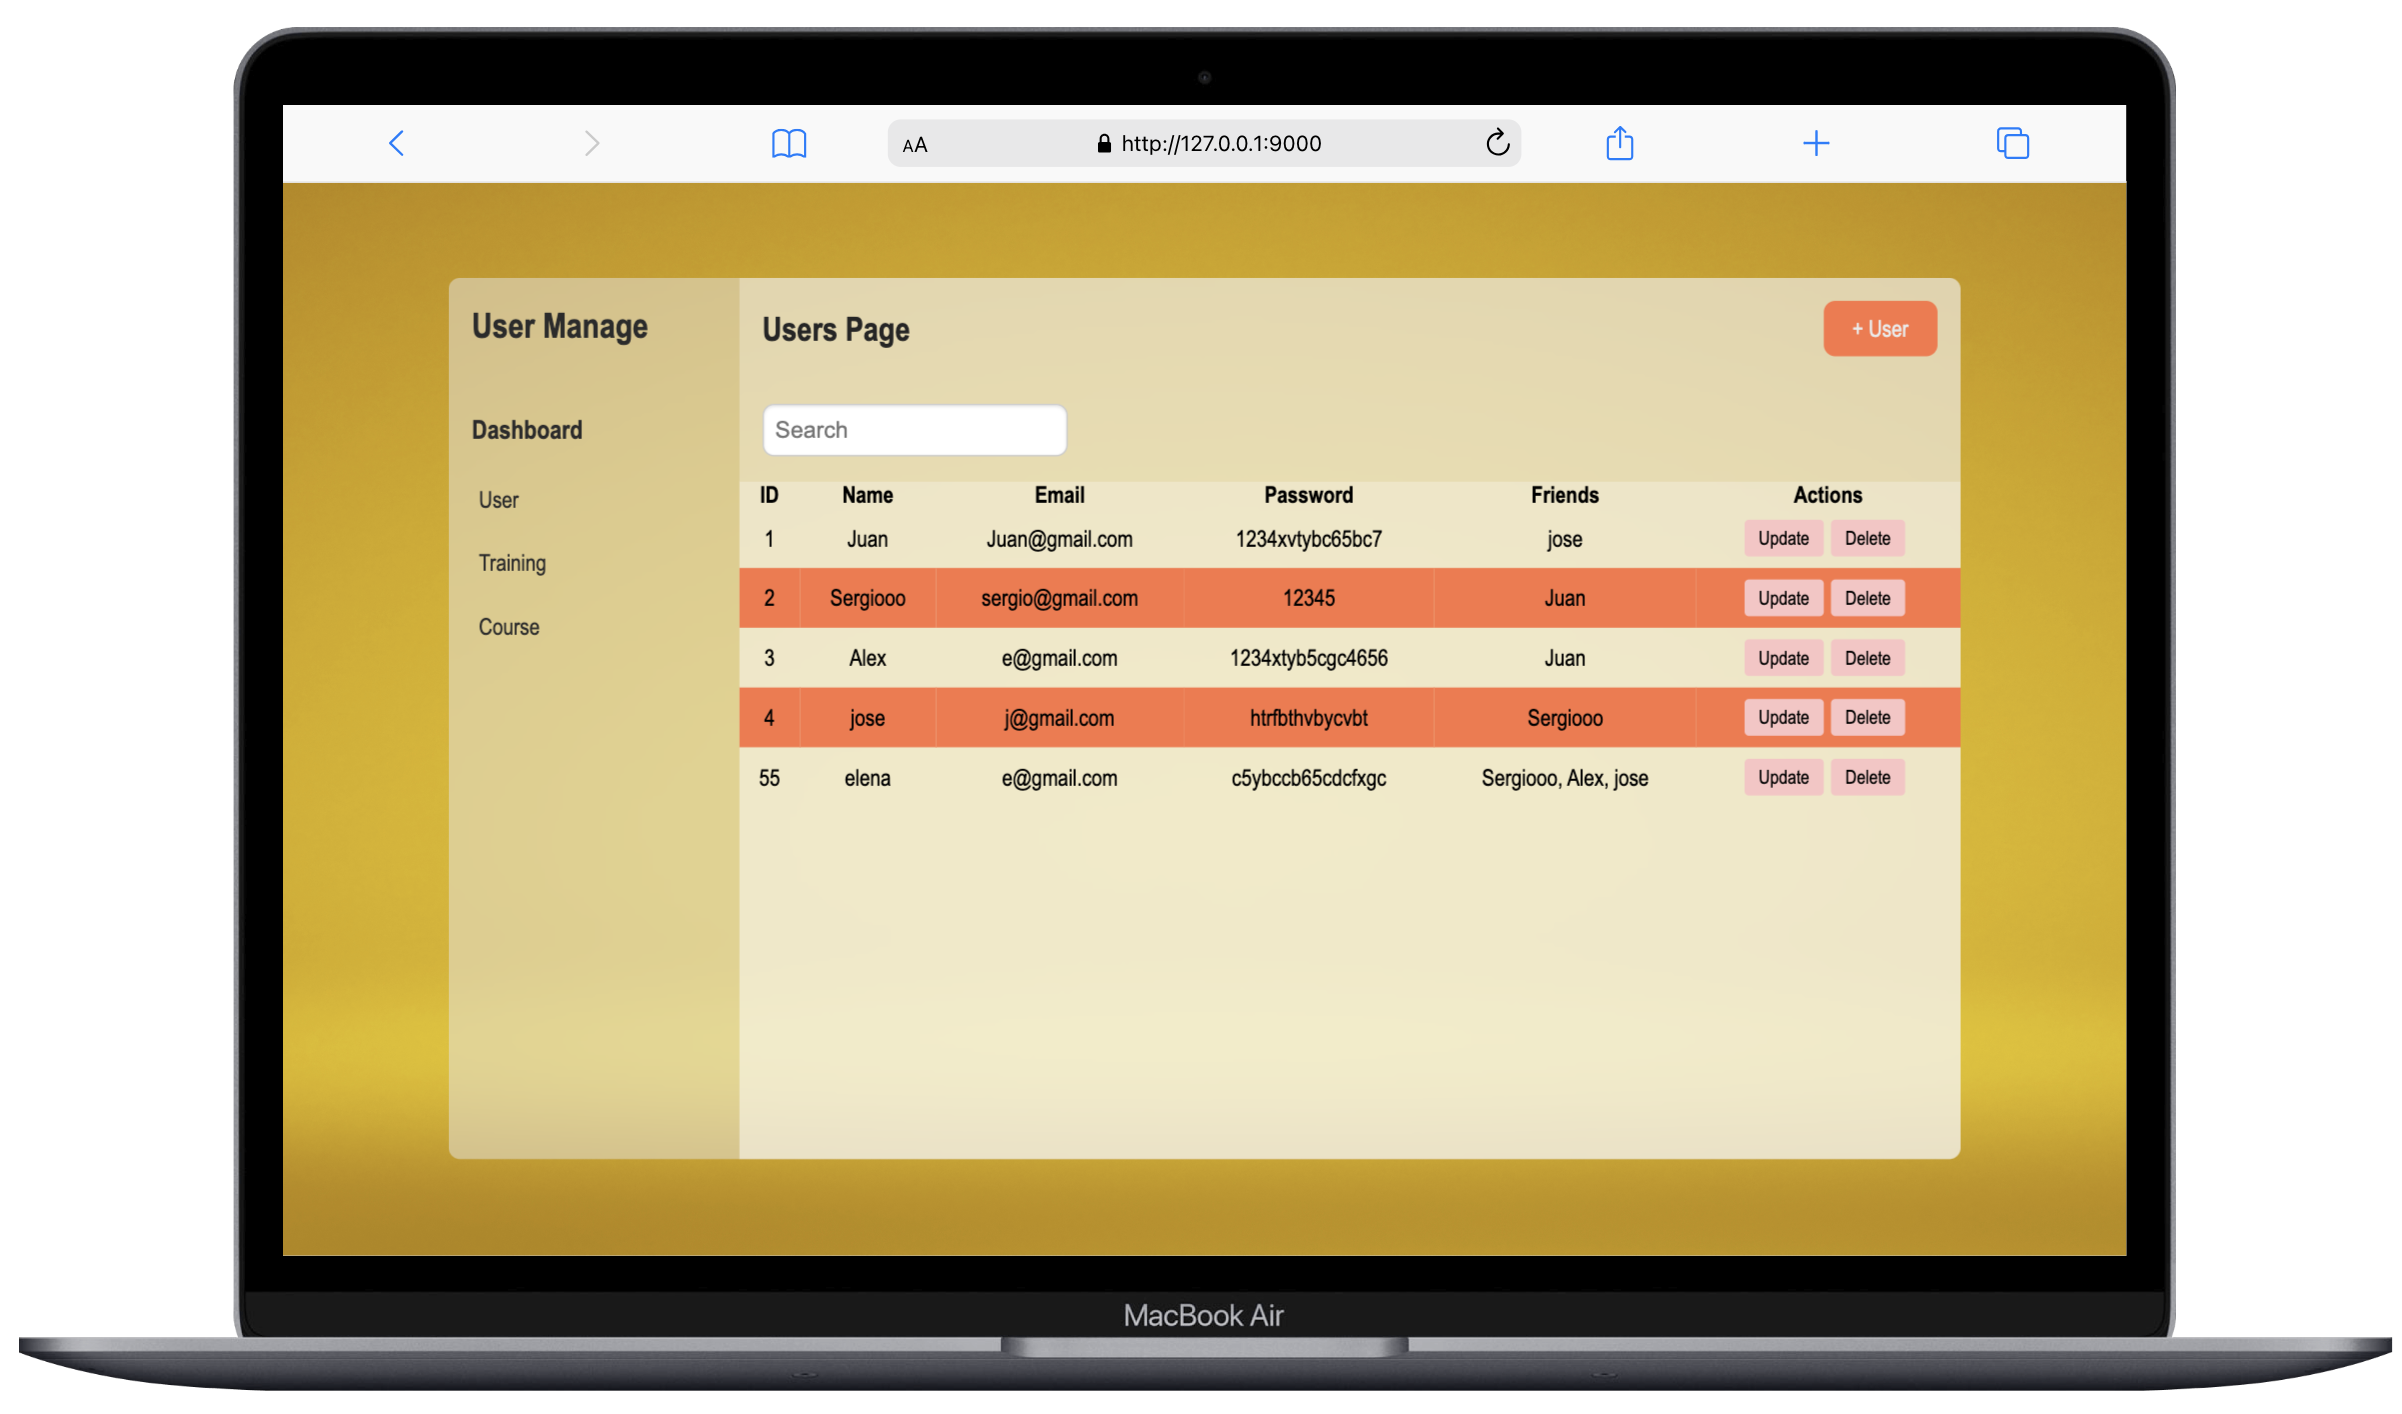 AA http://127.0.0.1:9000
User Manage
Users Page
+ User
Dashboard
Search
User
Training
Course
ID Name Email Password Friends Actions
1 Juan Juan@gmail.com 1234xvtybc65bc7 jose Update Delete
2 Sergiooo sergio@gmail.com 12345 Juan Update Delete
3 Alex e@gmail.com 1234xtyb5cgc4656 Juan Update Delete
4 jose j@gmail.com htrfbthvbycvbt Sergiooo Update Delete
55 elena e@gmail.com c5ybccb65cdcfxgc Sergiooo, Alex, jose Update Delete
MacBook Air